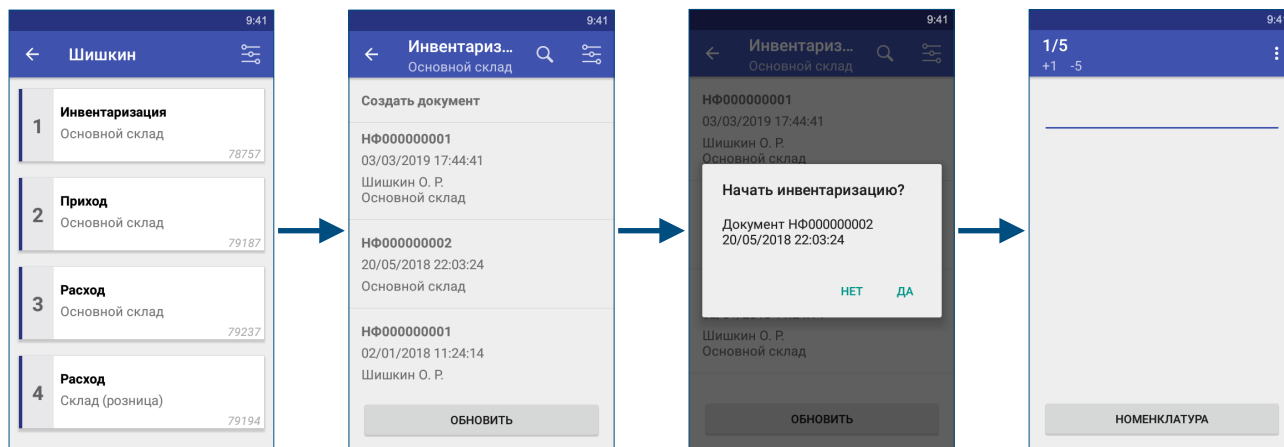 9:41
Шишкин
1
Инвентаризация
Основной склад
78757
2
Приход
Основной склад
79187
3
Расход
Основной склад
79237
4
Расход
Склад (розница)
79194
9:41
Инвентариз...
Основной склад
Создать документ
НФ000000001
03/03/2019 17:44:41
Шишкин О. Р.
Основной склад
НФ000000002
20/05/2018 22:03:24
Основной склад
НФ000000001
02/01/2018 11:24:14
Шишкин О. Р.
ОБНОВИТЬ
9:41
Инвентариз...
Основной склад
НФ000000001
03/03/2019 17:44:41
Шишкин О. Р.
Основной склад
Начать инвентаризацию?
Документ НФ000000002
20/05/2018 22:03:24
НЕТ ДА
Шишкин О. Р.
Основной склад
ОБНОВИТЬ
9:41
1/5
+1 -5
НОМЕНКЛАТУРА